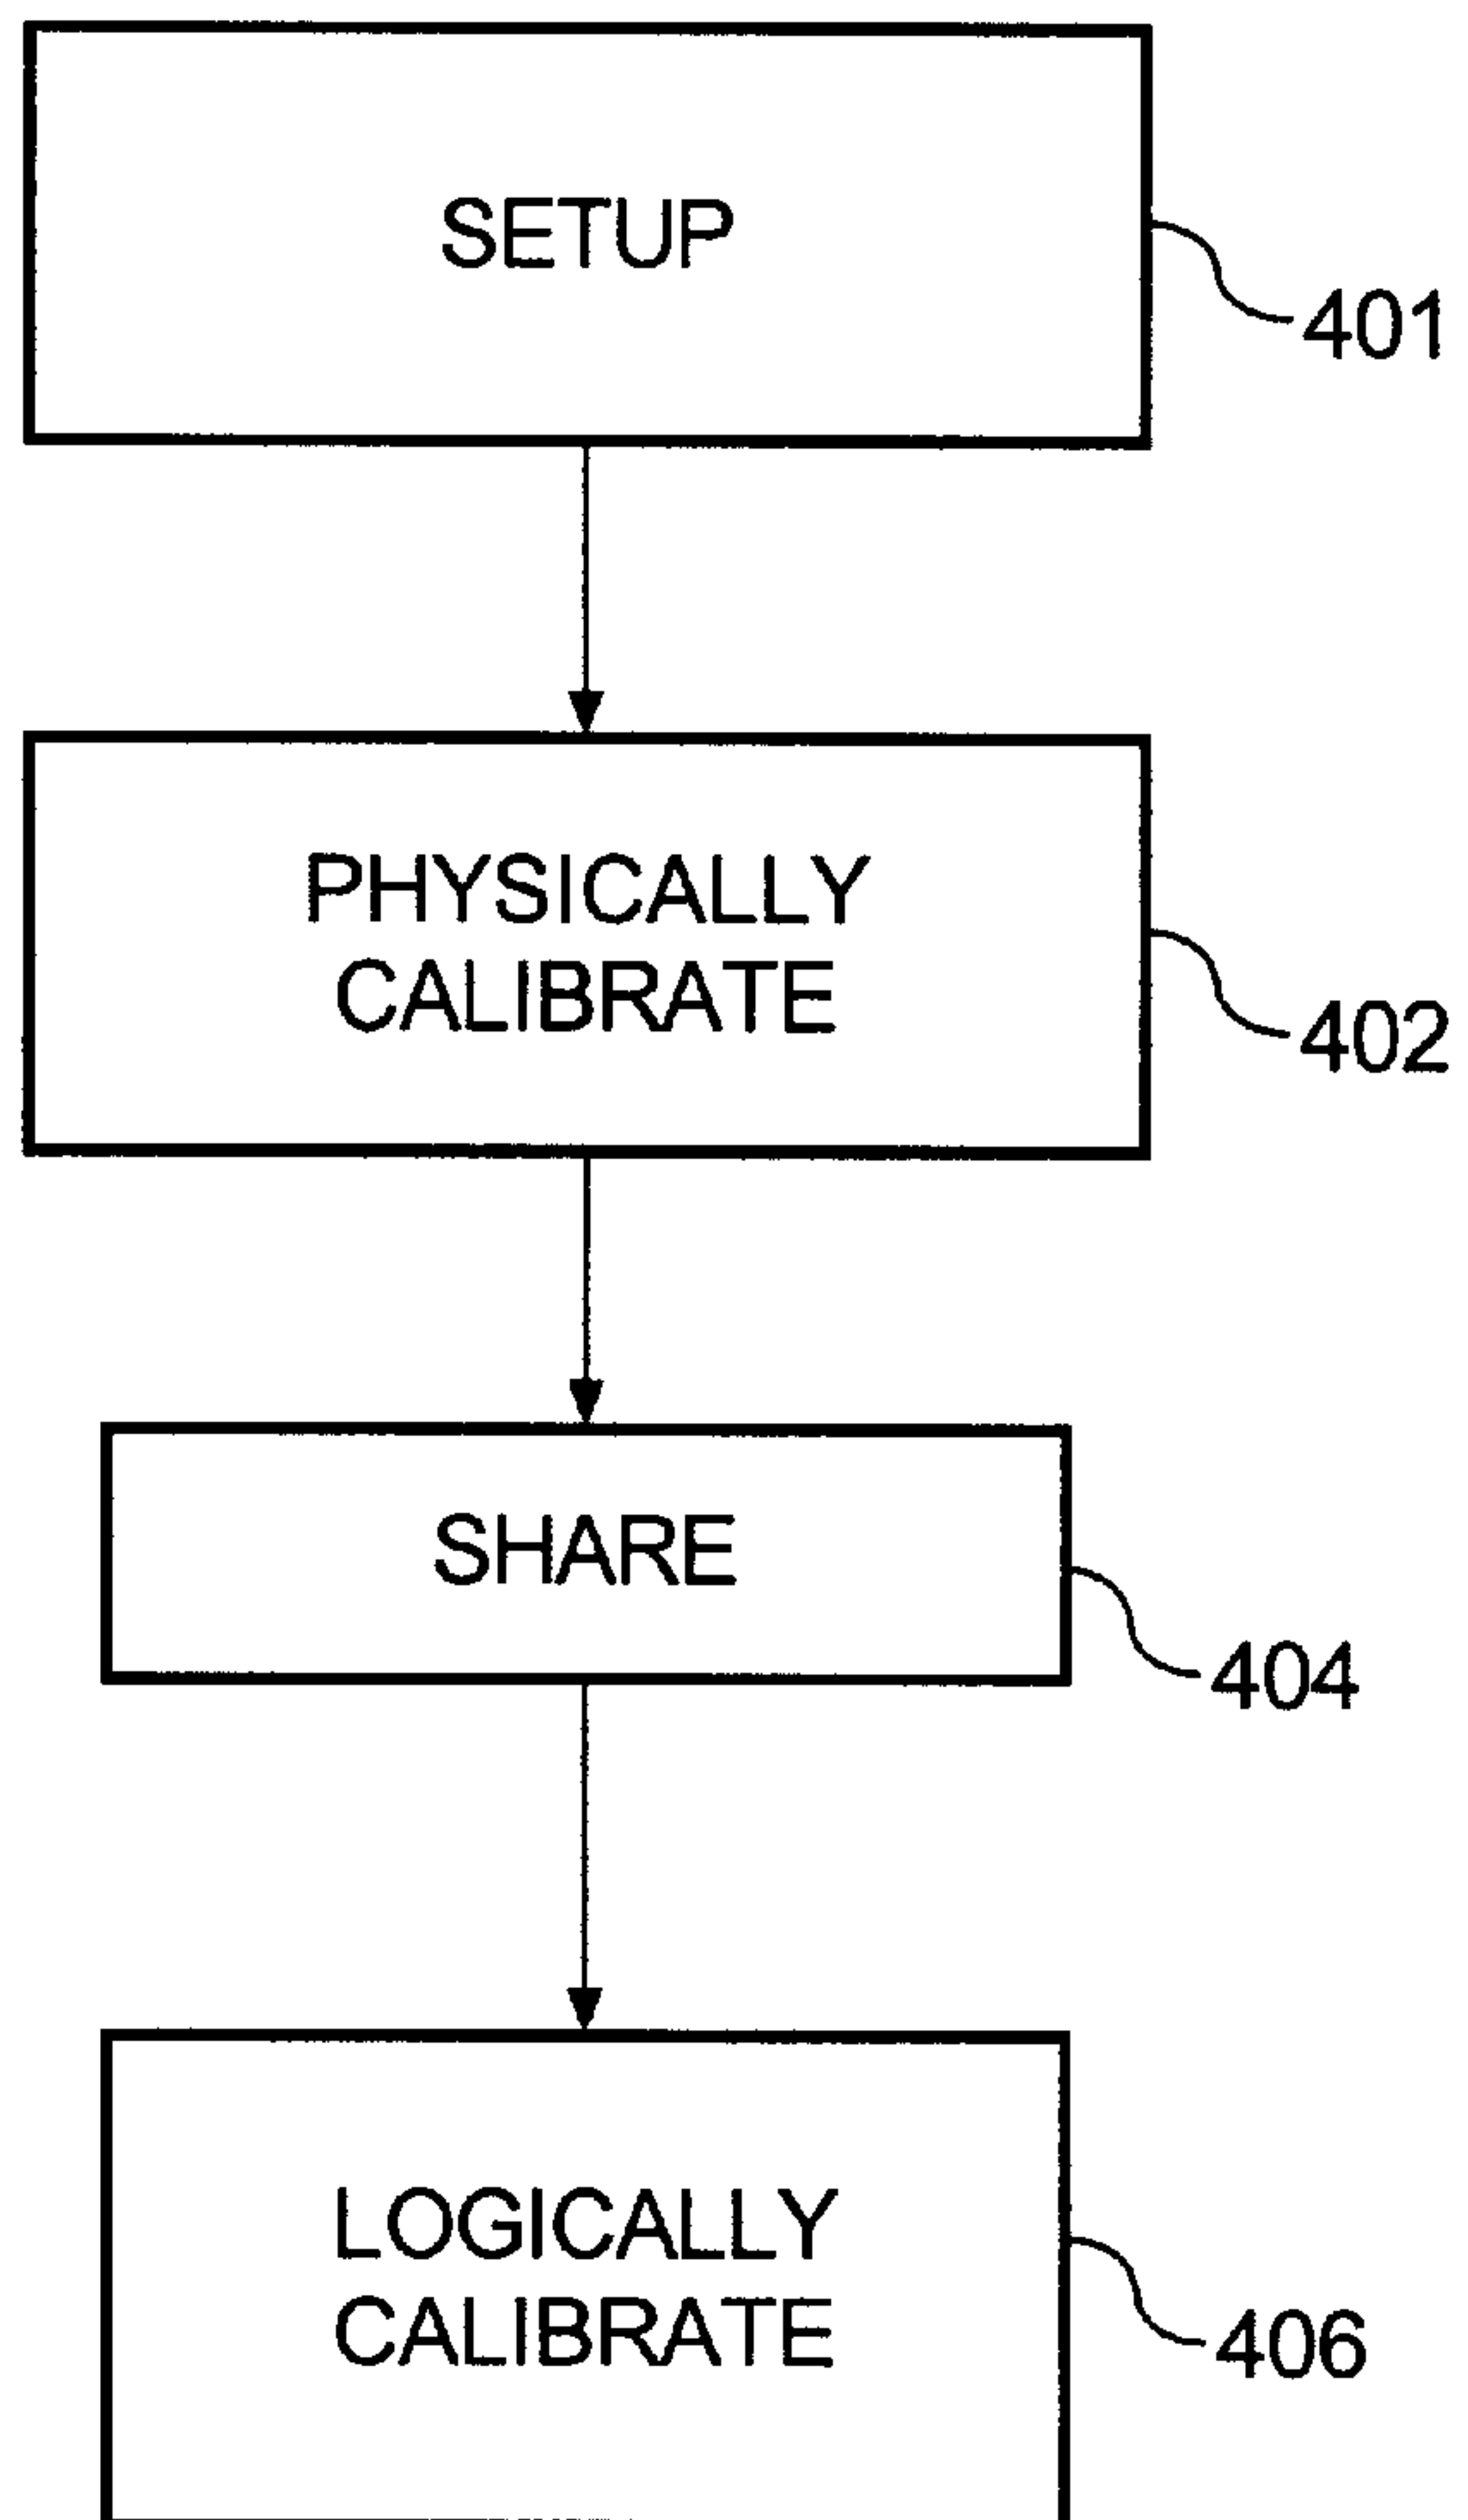 SETUP
401
PHYSICALLY
CALIBRATE
402
SHARE
404
LOGICALLY
CALIBRATE
406